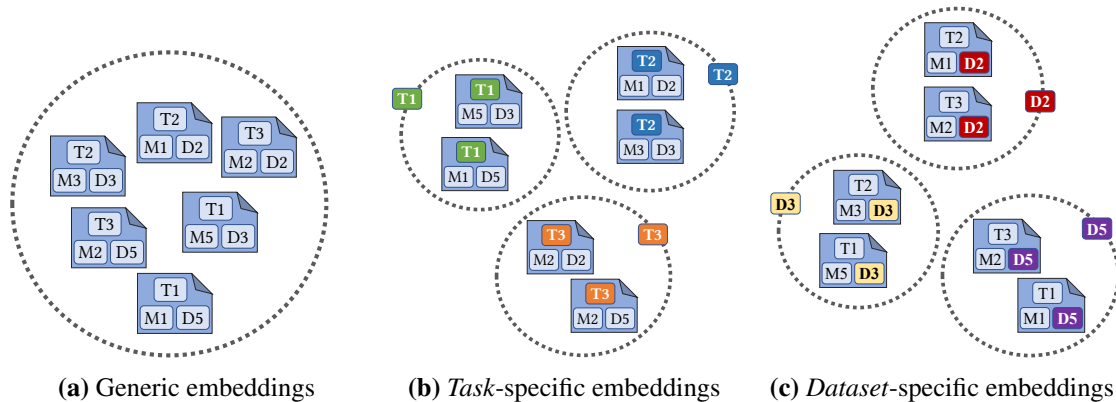 T2
M1 D2
T3
M2 D2
T2
M3 D3
T1
M5 D3
T3
M2 D5
T1
M1 D5
(a) Generic embeddings
T1
T1
M5 D3
T1
M1 D5
T2
T2
M1 D2
T2
M3 D3
T3
T3
M2 D2
T3
M2 D5
(b) Task-specific embeddings
D2
T2
M1 D2
T3
M2 D2
D3
T2
M3 D3
T1
M5 D3
D5
T3
M2 D5
T1
M1 D5
(c) Dataset-specific embeddings